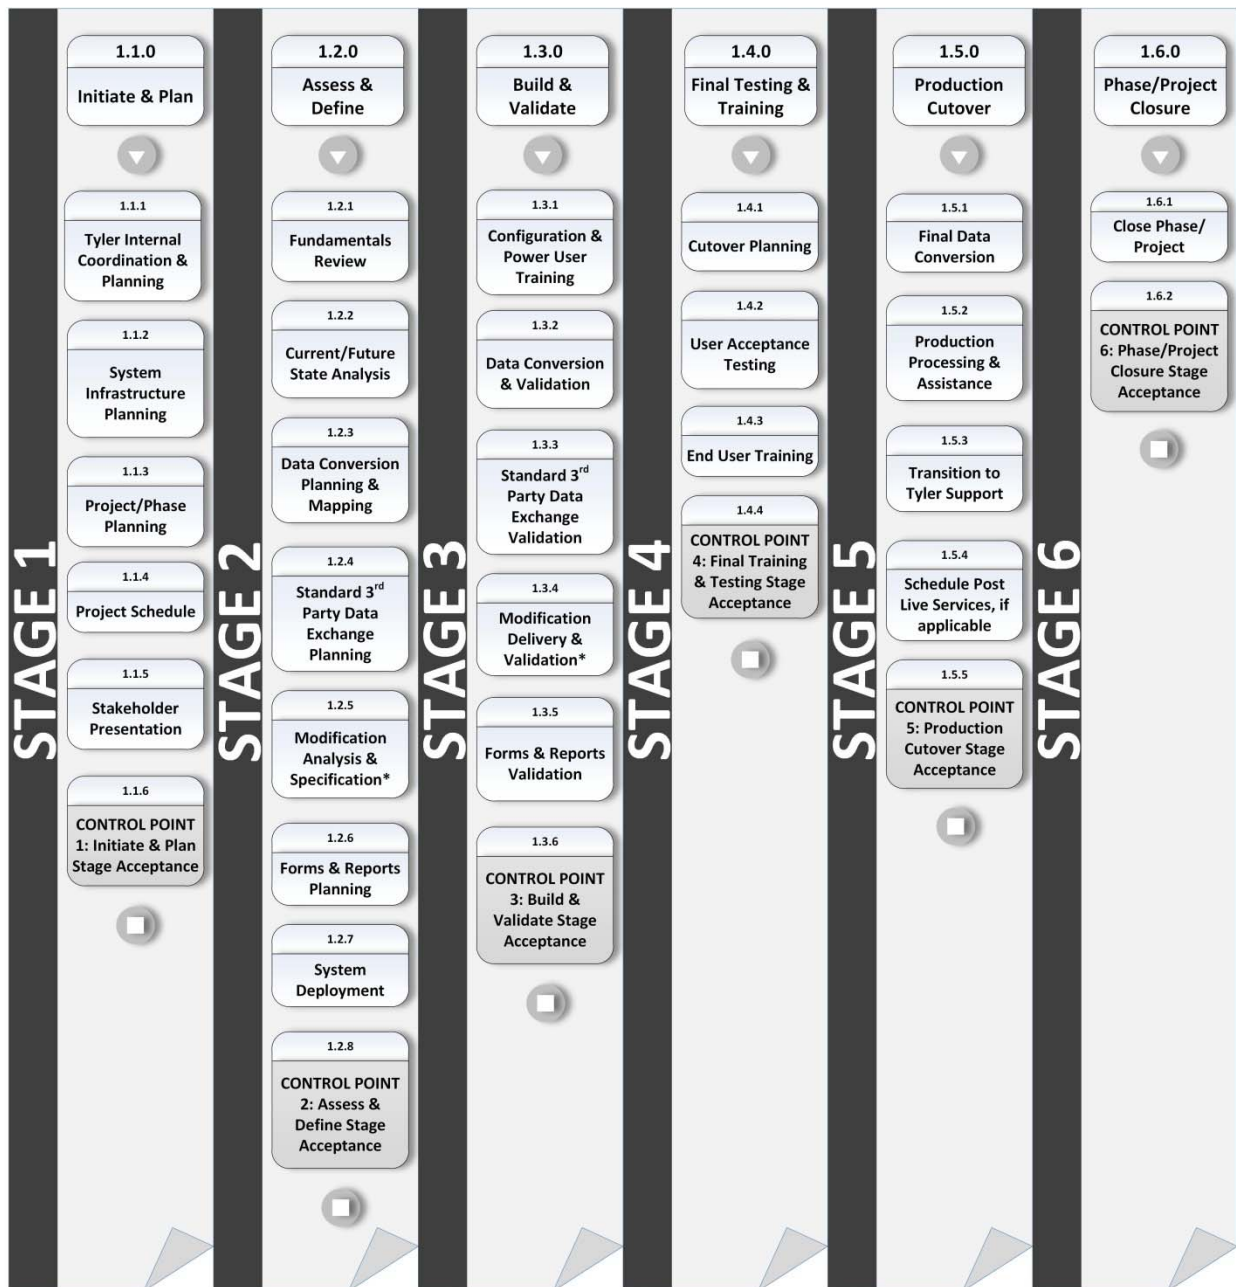 STAGE 1
1.1.0
Initiate & Plan
1.1.1
Tyler Internal
Coordination &
Planning
1.1.2
System
Infrastructure
Planning
1.1.3
Project/Phase
Planning
1.1.4
Project Schedule
1.1.5
Stakeholder
Presentation
1.1.6
CONTROL POINT
1: Initiate & Plan
Stage Acceptance
STAGE 2
1.2.0
Assess &
Define
1.2.1
Fundamentals
Review
1.2.2
Current/Future
State Analysis
1.2.3
Data Conversion
Planning &
Mapping
1.2.4
Standard 3rd
Party Data
Exchange
Planning
1.2.5
Modification
Analysis &
Specification*
1.2.6
Forms & Reports
Planning
1.2.7
System
Deployment
1.2.8
CONTROL POINT
2: Assess &
Define Stage
Acceptance
STAGE 3
1.3.0
Build &
Validate
1.3.1
Configuration &
Power User
Training
1.3.2
Data Conversion
& Validation
1.3.3
Standard 3rd
Party Data
Exchange
Validation
1.3.4
Modification
Delivery &
Validation*
1.3.5
Forms & Reports
Validation
1.3.6
CONTROL POINT
3: Build &
Validate Stage
Acceptance
STAGE 4
1.4.0
Final Testing &
Training
1.4.1
Cutover Planning
1.4.2
User Acceptance
Testing
1.4.3
End User Training
1.4.4
CONTROL POINT
4: Final Training
& Testing Stage
Acceptance
STAGE 5
1.5.0
Production
Cutover
1.5.1
Final Data
Conversion
1.5.2
Production
Processing &
Assistance
1.5.3
Transition to
Tyler Support
1.5.4
Schedule Post
Live Services, if
applicable
1.5.5
CONTROL POINT
5: Production
Cutover Stage
Acceptance
STAGE 6
1.6.0
Phase/Project
Closure
1.6.1
Close Phase/
Project
1.6.2
CONTROL POINT
6: Phase/Project
Closure Stage
Acceptance